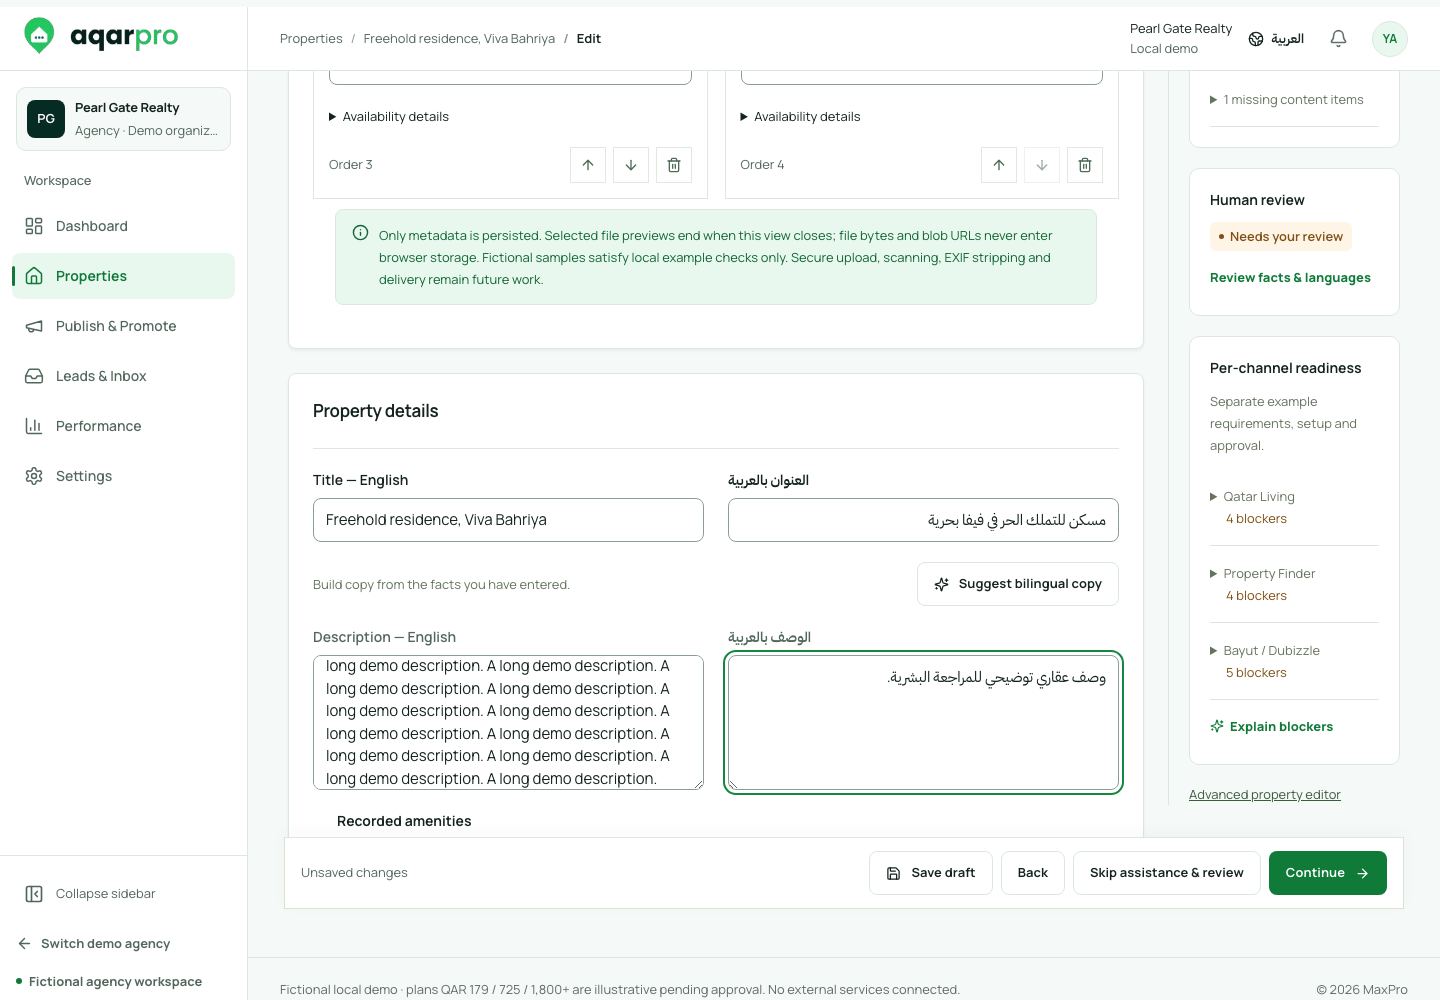 aqarpro
Properties / Freehold residence, Viva Bahriya / Edit
Pearl Gate Realty
Local demo
العربية
YA
PG
Pearl Gate Realty
Agency · Demo organiz...
Workspace
Dashboard
Properties
Publish & Promote
Leads & Inbox
Performance
Settings
Collapse sidebar
Switch demo agency
Fictional agency workspace
Availability details
Order 3
Availability details
Order 4
Only metadata is persisted. Selected file previews end when this view closes; file bytes and blob URLs never enter
browser storage. Fictional samples satisfy local example checks only. Secure upload, scanning, EXIF stripping and
delivery remain future work.
Property details
Title — English
Freehold residence, Viva Bahriya
العنوان بالعربية
مسكن للتملك الحر في فيفا بحرية
Build copy from the facts you have entered.
Suggest bilingual copy
Description — English
long demo description. A long demo description. A
long demo description. A long demo description. A
long demo description. A long demo description. A
long demo description. A long demo description. A
long demo description. A long demo description. A
long demo description. A long demo description.
الوصف بالعربية
وصف عقاري توضيحي للمراجعة البشرية.
Recorded amenities
Unsaved changes
Save draft
Back
Skip assistance & review
Continue
1 missing content items
Human review
Needs your review
Review facts & languages
Per-channel readiness
Separate example
requirements, setup and
approval.
Qatar Living
4 blockers
Property Finder
4 blockers
Bayut / Dubizzle
5 blockers
Explain blockers
Advanced property editor
Fictional local demo · plans QAR 179 / 725 / 1,800+ are illustrative pending approval. No external services connected.
© 2026 MaxPro